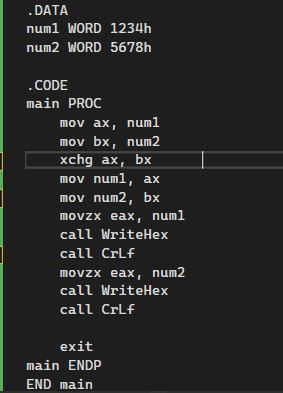 .DATA
num1 WORD 1234h
num2 WORD 5678h
.CODE
main PROC
mov ax, num1
mov bx, num2
xchg ax, bx
mov num1, ax
mov num2, bx
movzx eax, num1
call WriteHex
call CrLf
movzx eax, num2
call WriteHex
call CrLf
exit
main ENDP
END main